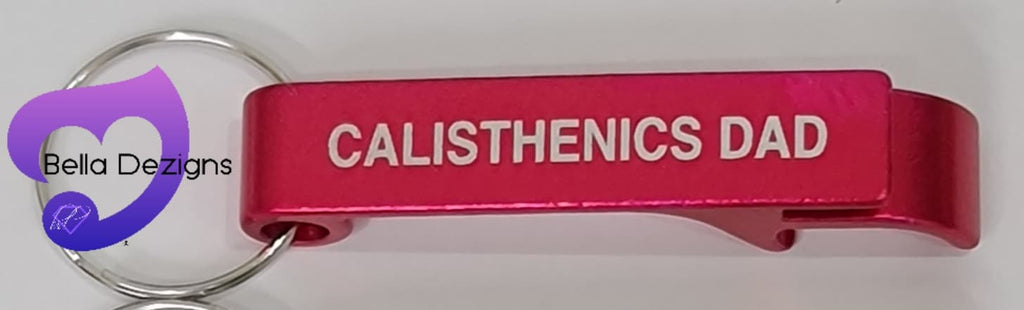 Bella Dezigns
CALISTHENICS DAD